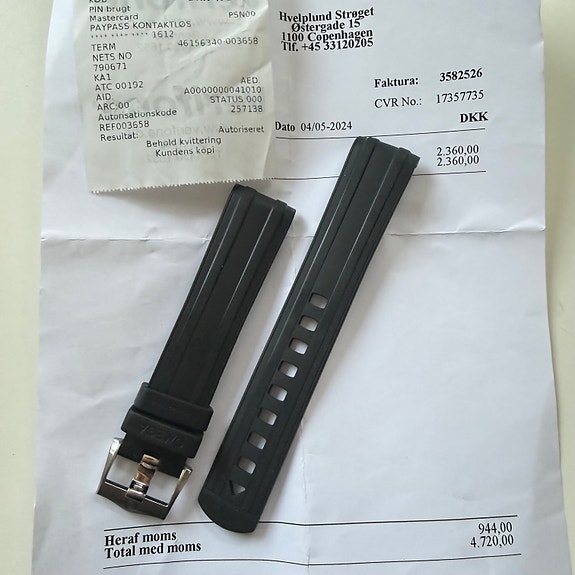 PIN brugt
Mastercard PSN00
PAYPASS KONTAKTLØS
**** **** **** 1612
TERM 46156340-003658
NETS NO
790671
KA1
ATC 00192 AED.
AID. A0000000041010
ARC:00 STATUS 000
Autorisationskode 257138
REF003658
Resultat: Autoriseret
Behold kvittering
Kundens kopi
Hvelplund Strøget
Østergade 15
1100 Copenhagen
Tlf. +45 33120205
Faktura: 3582526
CVR No.: 17357735
Dato 04/05-2024 DKK
2.360,00
2.360,00
Heraf moms 944,00
Total med moms 4.720,00